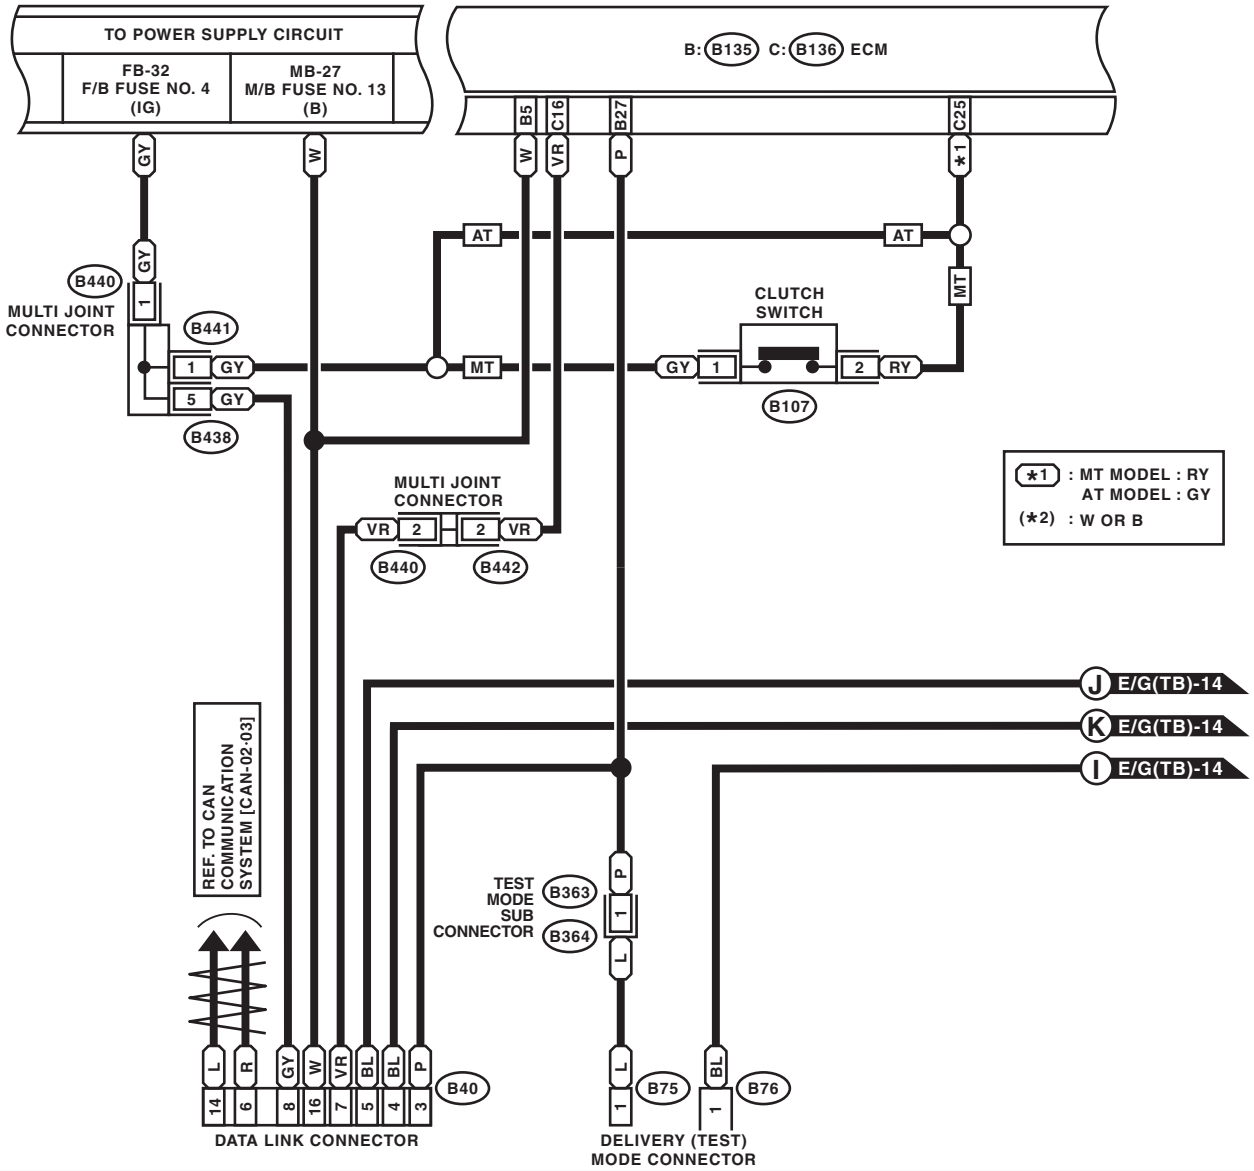 TO POWER SUPPLY CIRCUIT
FB-32
F/B FUSE NO. 4
(IG)
MB-27
M/B FUSE NO. 13
(B)
B: B135 C: B136 ECM
B5
C16
B27
C25
GY
W
W
VR
P
*1
AT
AT
GY
MT
B440
1
MULTI JOINT
CONNECTOR
B441
1 GY
5 GY
B438
MT
CLUTCH
SWITCH
GY 1
2 RY
B107
*1 : MT MODEL : RY
AT MODEL : GY
(*2) : W OR B
MULTI JOINT
CONNECTOR
VR 2
2 VR
B440
B442
J E/G(TB)-14
K E/G(TB)-14
I E/G(TB)-14
REF. TO CAN
COMMUNICATION
SYSTEM [CAN-02·03]
P
TEST
MODE
SUB
CONNECTOR
B363
1
B364
L
L
R
GY
W
VR
BL
BL
P
14
6
8
16
7
5
4
3
B40
DATA LINK CONNECTOR
L
1
B75
BL
1
B76
DELIVERY (TEST)
MODE CONNECTOR